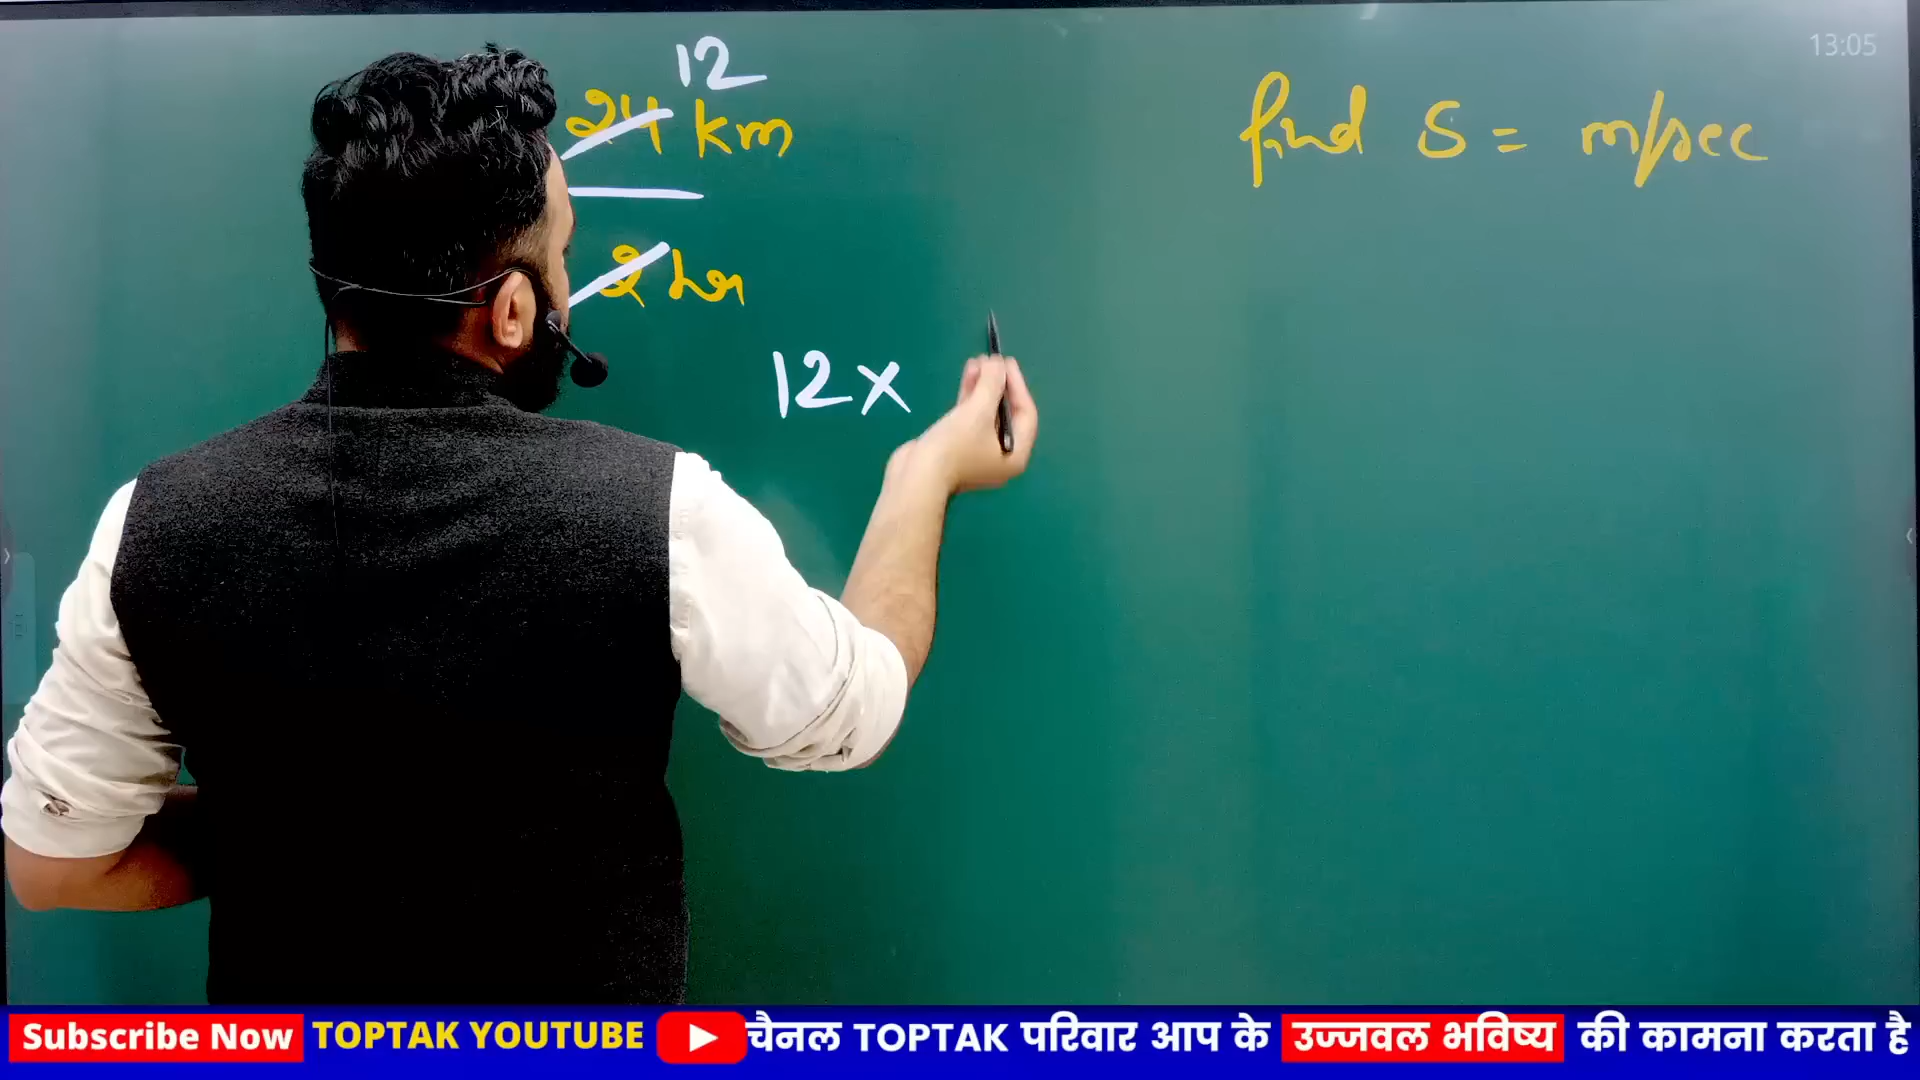 13:05
12
24 km
2 hr
find S = m/sec
12x
Subscribe Now TOPTAK YOUTUBE चैनल TOPTAK परिवार आप के उज्जवल भविष्य की कामना करता है